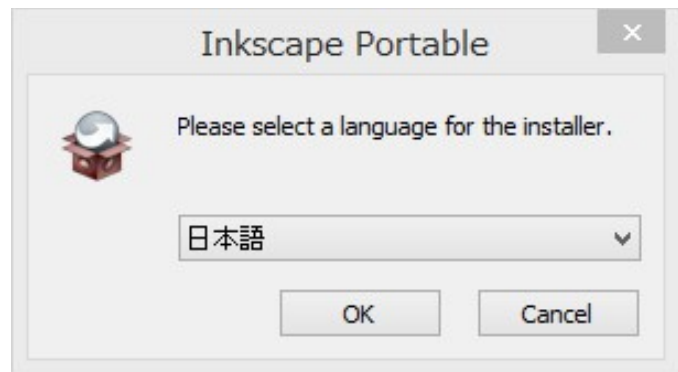 Inkscape Portable
Please select a language for the installer.
日本語
OK
Cancel